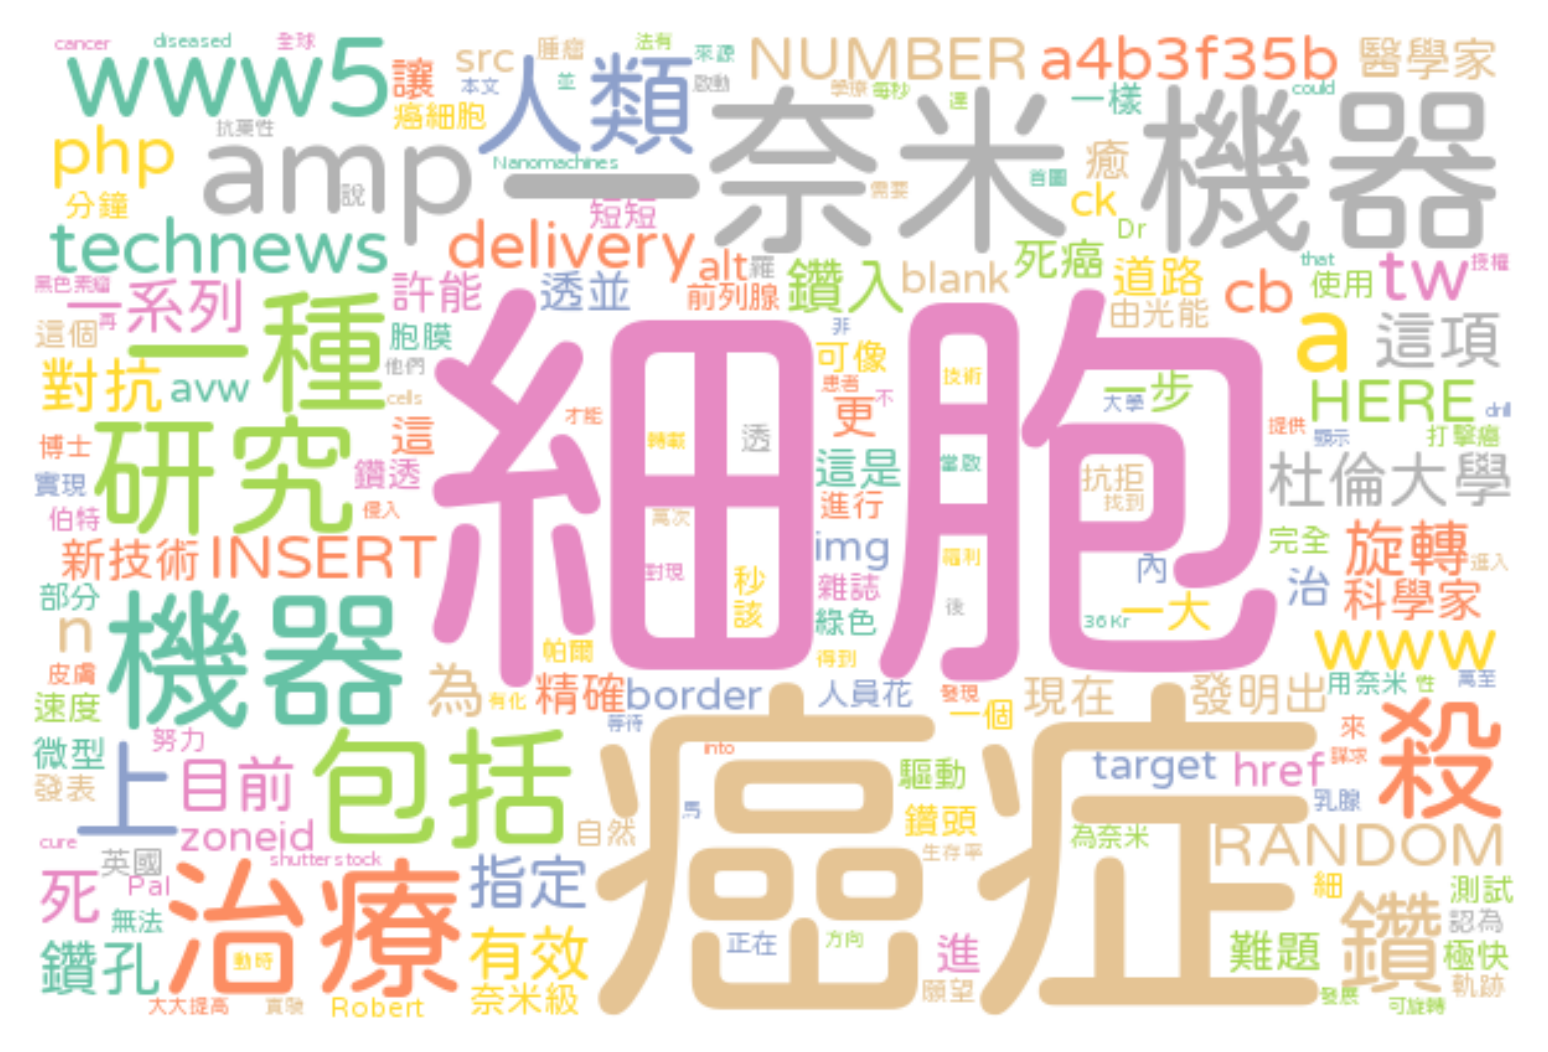 cancer diseased 全球 src 腫瘤 法有 來源 NUMBER a4b3f35b 醫學家
www5 讓 本文 人類 並 啟動 學療 每秒 一樣 could
癌細胞 奈米 機器 還
php 抗藥性 amp 說 Nanomachines 一 需要 首圖 癒
分鐘 短短 ck Dr
technews delivery alt 羅 鑽入 blank 死癌 道路 that 使用 tw 授權
黑色素瘤 一系列 許能 透並 前列腺 由光能 cb
這個 再 一種 胞膜 細胞 非 可像 a 這項
對抗 avw 他們 cells 患者 不 技術 大學 一步 HERE drill
博士 研究 這 才能 轉載 透 更 提供 顯示 打擊癌
實現 鑽透 這是 當啟 抗拒 找到 杜倫大學
伯特 侵入 萬次 進行
新技術 INSERT 對現 秒 img 福利 內 完全 旋轉 進入
部分 機器 該 雜誌 後 治 科學家
n 綠色 36Kr 一大 www
皮膚 帕爾 得到
速度 為 有化 精確 border 人員花 發現 一個 現在 發明出 用奈米 性 萬至
微型 努力 上 等待 癌症 來 殺
發表 目前 包括 into 驅動 target href 謀求
zoneid 自然 馬 鑽頭 乳腺
cure 英國 shutterstock 生存率 為奈米 RANDOM
死 Pal 治療 指定 細 測試
無法 鑽 認為
鑽孔 動時 有效 正在 方向 進 難題 極快
大大提高 實驗 Robert 奈米級 願望 發展 軌跡
可旋轉